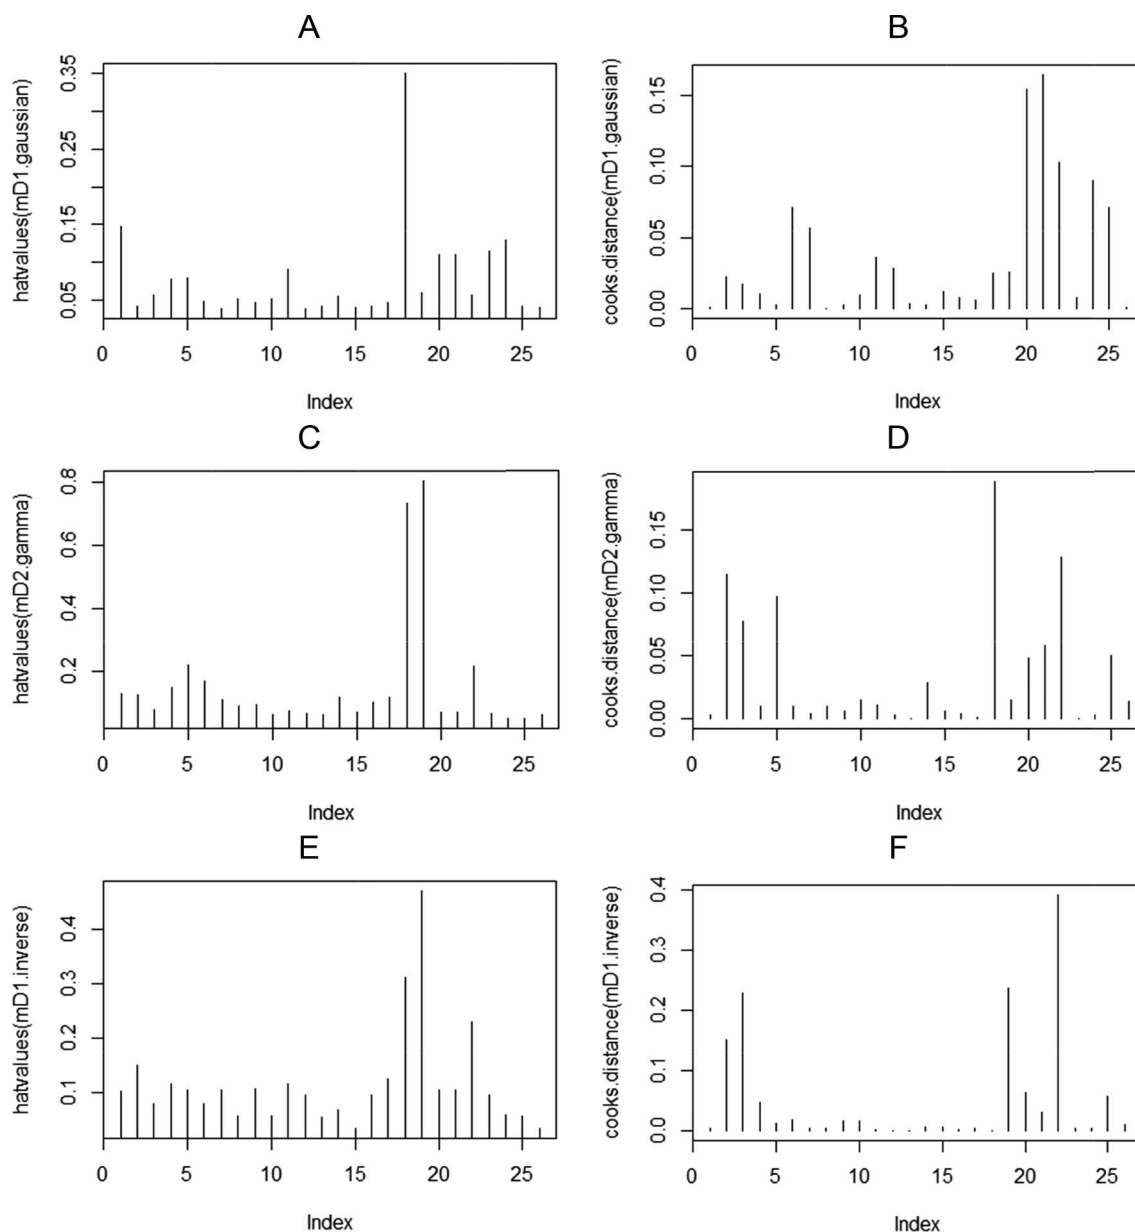 A
hatvalues(mD1.gaussian)
0.35
0.25
0.15
0.05
0 5 10 15 20 25
Index
B
cooks.distance(mD1.gaussian)
0.15
0.10
0.05
0.00
0 5 10 15 20 25
Index
C
hatvalues(mD2.gamma)
0.8
0.6
0.4
0.2
0 5 10 15 20 25
Index
D
cooks.distance(mD2.gamma)
0.15
0.10
0.05
0.00
0 5 10 15 20 25
Index
E
hatvalues(mD1.inverse)
0.4
0.3
0.2
0.1
0 5 10 15 20 25
Index
F
cooks.distance(mD1.inverse)
0.4
0.3
0.2
0.1
0.0
0 5 10 15 20 25
Index